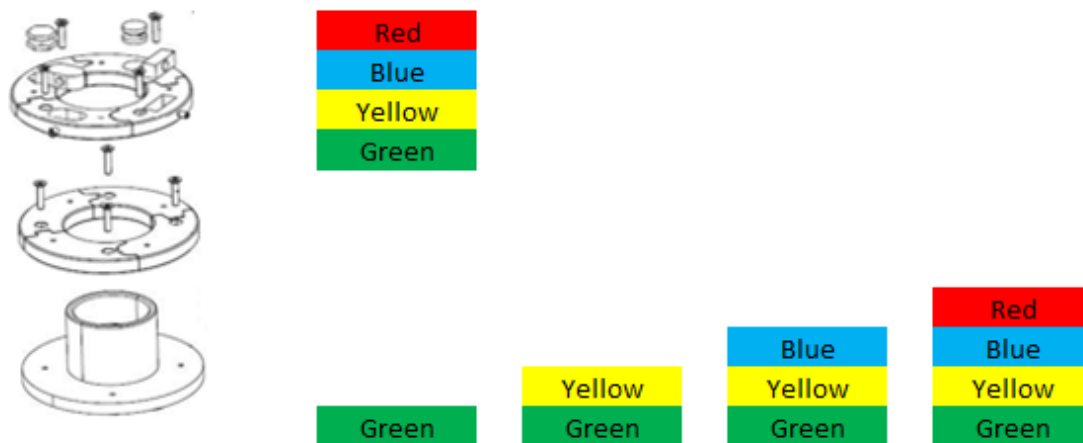 Red
Blue
Yellow
Green
Red
Blue Blue
Yellow Yellow Yellow
Green Green Green Green